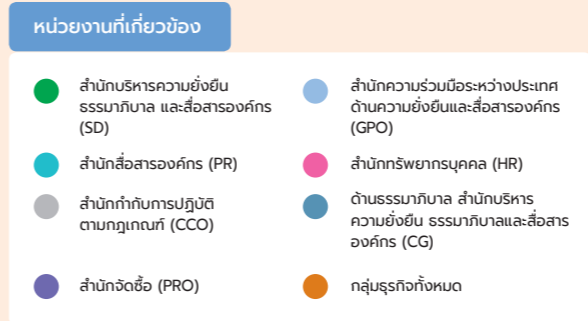 หน่วยงานที่เกี่ยวข้อง
สำนักบริหารความยั่งยืน
ธรรมาภิบาล และสื่อสารองค์กร
(SD)
สำนักความร่วมมือระหว่างประเทศ
ด้านความยั่งยืนและสื่อสารองค์กร
(GPO)
สำนักสื่อสารองค์กร (PR)
สำนักทรัพยากรบุคคล (HR)
สำนักกำกับการปฏิบัติ
ตามกฎเกณฑ์ (CCO)
ด้านธรรมาภิบาล สำนักบริหาร
ความยั่งยืน ธรรมาภิบาลและสื่อสาร
องค์กร (CG)
สำนักจัดซื้อ (PRO)
กลุ่มธุรกิจทั้งหมด